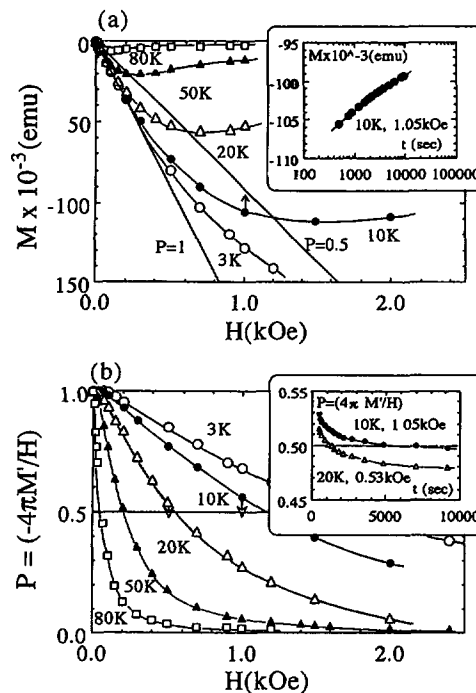 (a)
0
50
-100
150
M x 10⁻³(emu)
80K
50K
20K
10K
3K
P=1
P=0.5
0.0
1.0
2.0
H(kOe)
-95
-100
-105
-110
Mx10^-3(emu)
10K, 1.05kOe
t (sec)
100
1000
10000
100000
(b)
1.0
0.5
0.0
P = (-4πM'/H)
3K
10K
20K
50K
80K
0.0
1.0
2.0
H(kOe)
0.55
0.50
0.45
P=(4π M'/H)
10K, 1.05kOe
20K, 0.53kOe
t (sec)
0
5000
10000